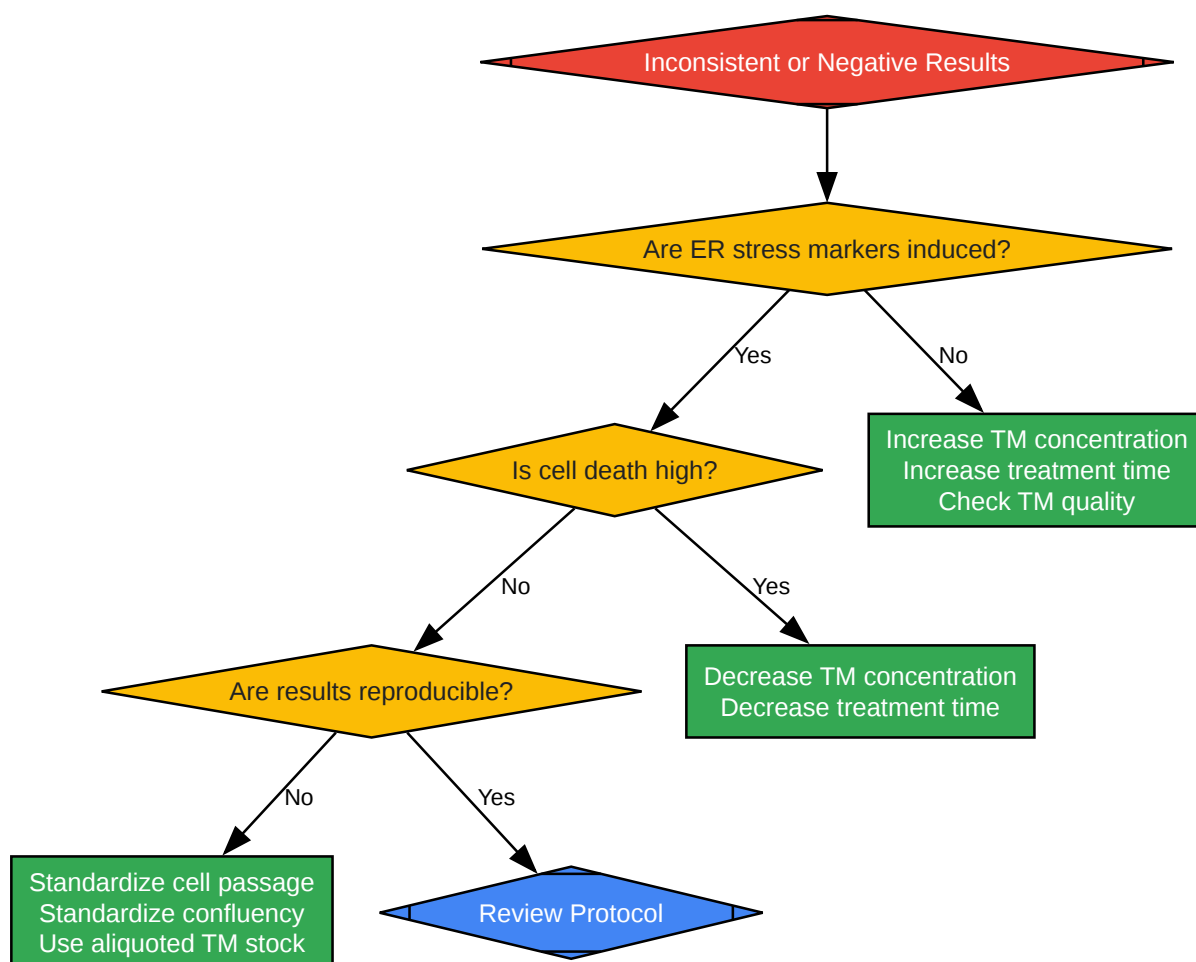 Inconsistent or Negative Results
Are ER stress markers induced?
Yes
No
Increase TM concentration
Increase treatment time
Check TM quality
Is cell death high?
No
Yes
Decrease TM concentration
Decrease treatment time
Are results reproducible?
No
Yes
Standardize cell passage
Standardize confluency
Use aliquoted TM stock
Review Protocol